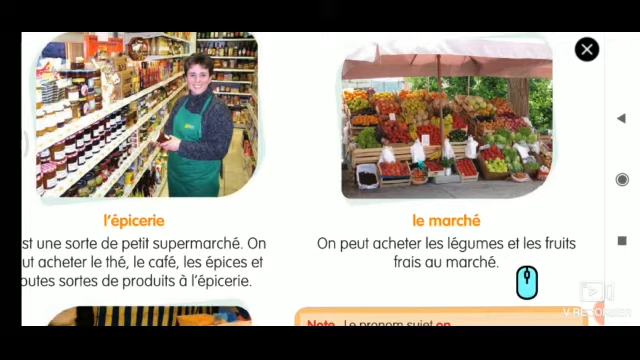 l'épicerie
st une sorte de petit supermarché. On
ut acheter le thé, le café, les épices et
outes sortes de produits à l'épicerie.
le marché
On peut acheter les légumes et les fruits
frais au marché.
Note Le pronom sujet on
V RECORDER